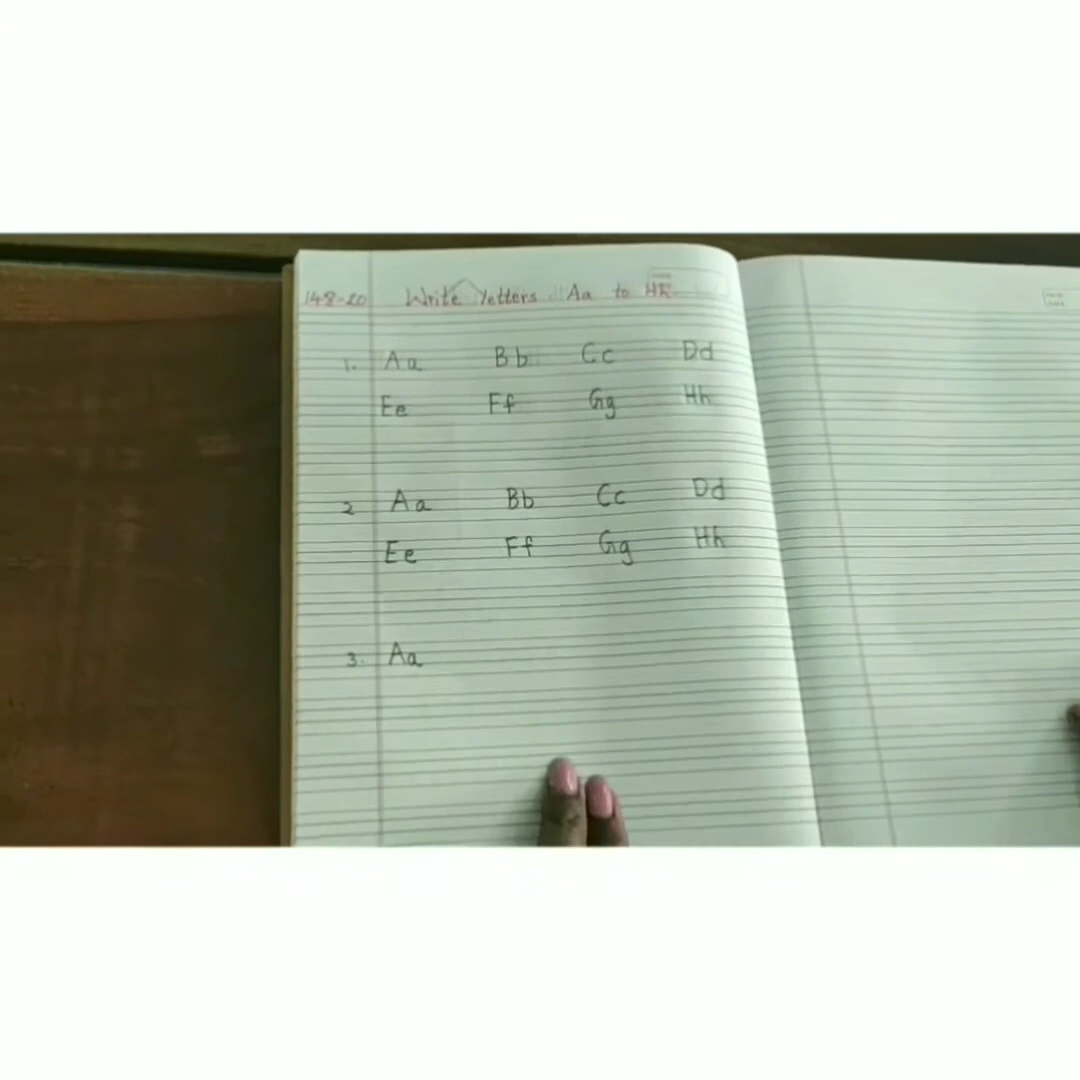 14-8-20 Write letters Aa to Hh.
1. Aa Bb Cc Dd
Ee Ff Gg Hh
2 Aa Bb Cc Dd
Ee Ff Gg Hh
3. Aa